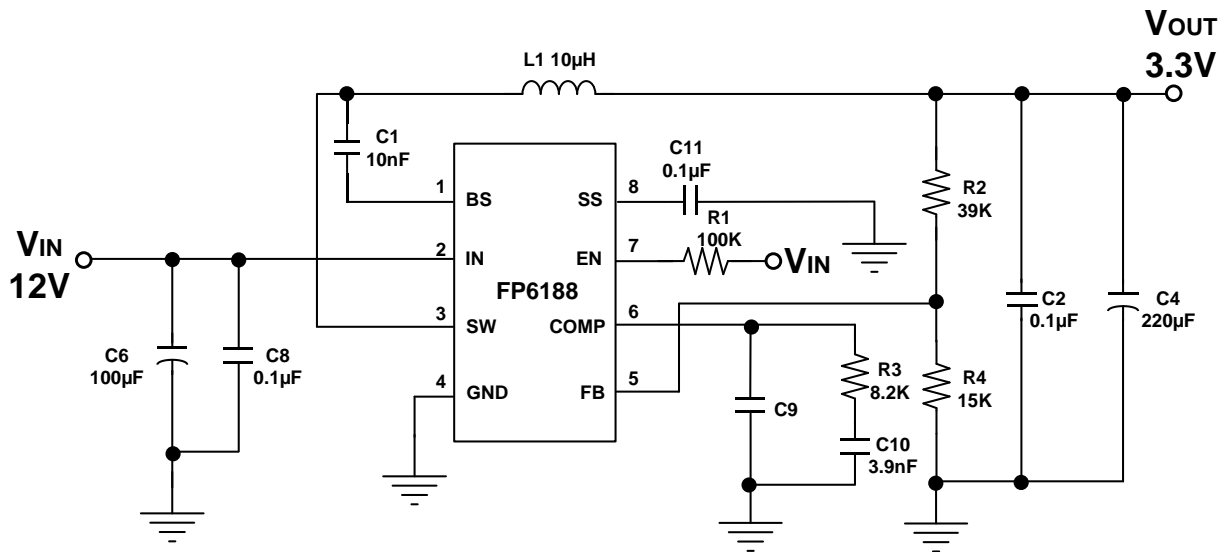 VOUT
3.3V
L1 10µH
C1
10nF
C11
0.1µF
1
BS
8
SS
R1
100K
R2
39K
VIN
12V
2
IN
7
EN
VIN
FP6188
3
SW
6
COMP
C6
100µF
C8
0.1µF
4
GND
5
FB
C9
R3
8.2K
C10
3.9nF
R4
15K
C2
0.1µF
C4
220µF